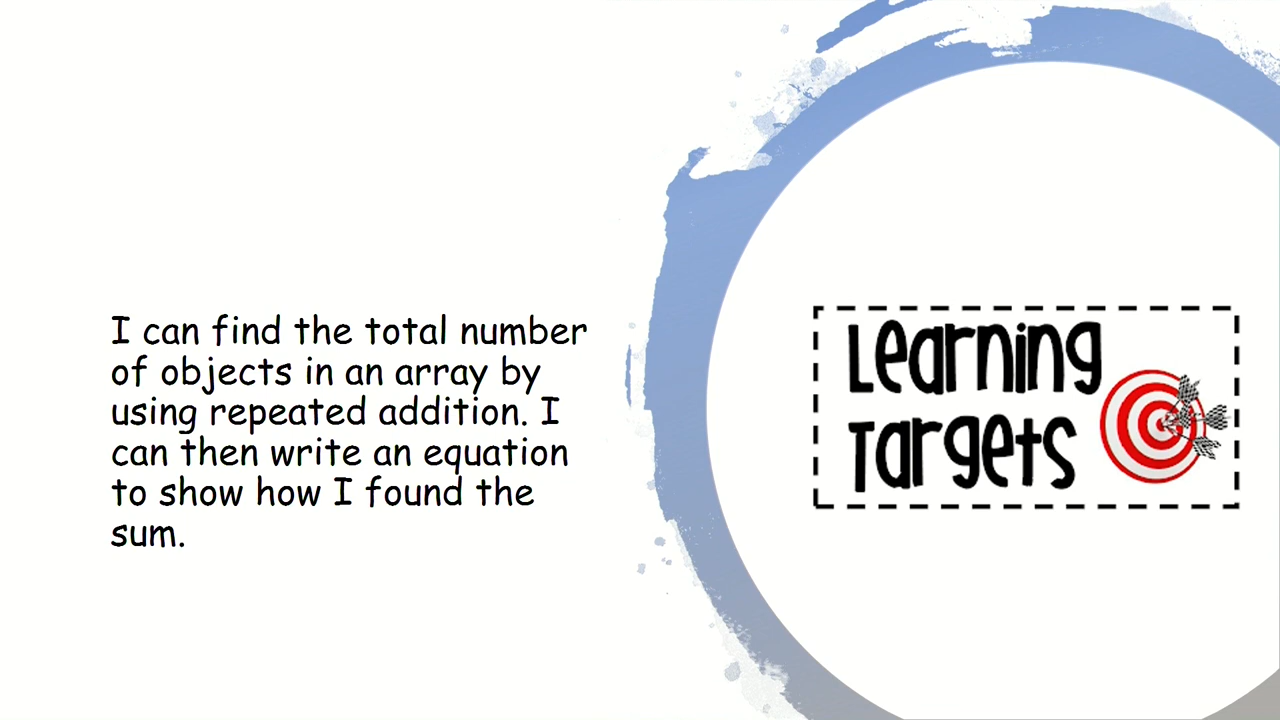 I can find the total number
of objects in an array by
using repeated addition. I
can then write an equation
to show how I found the
sum.
Learning
Targets